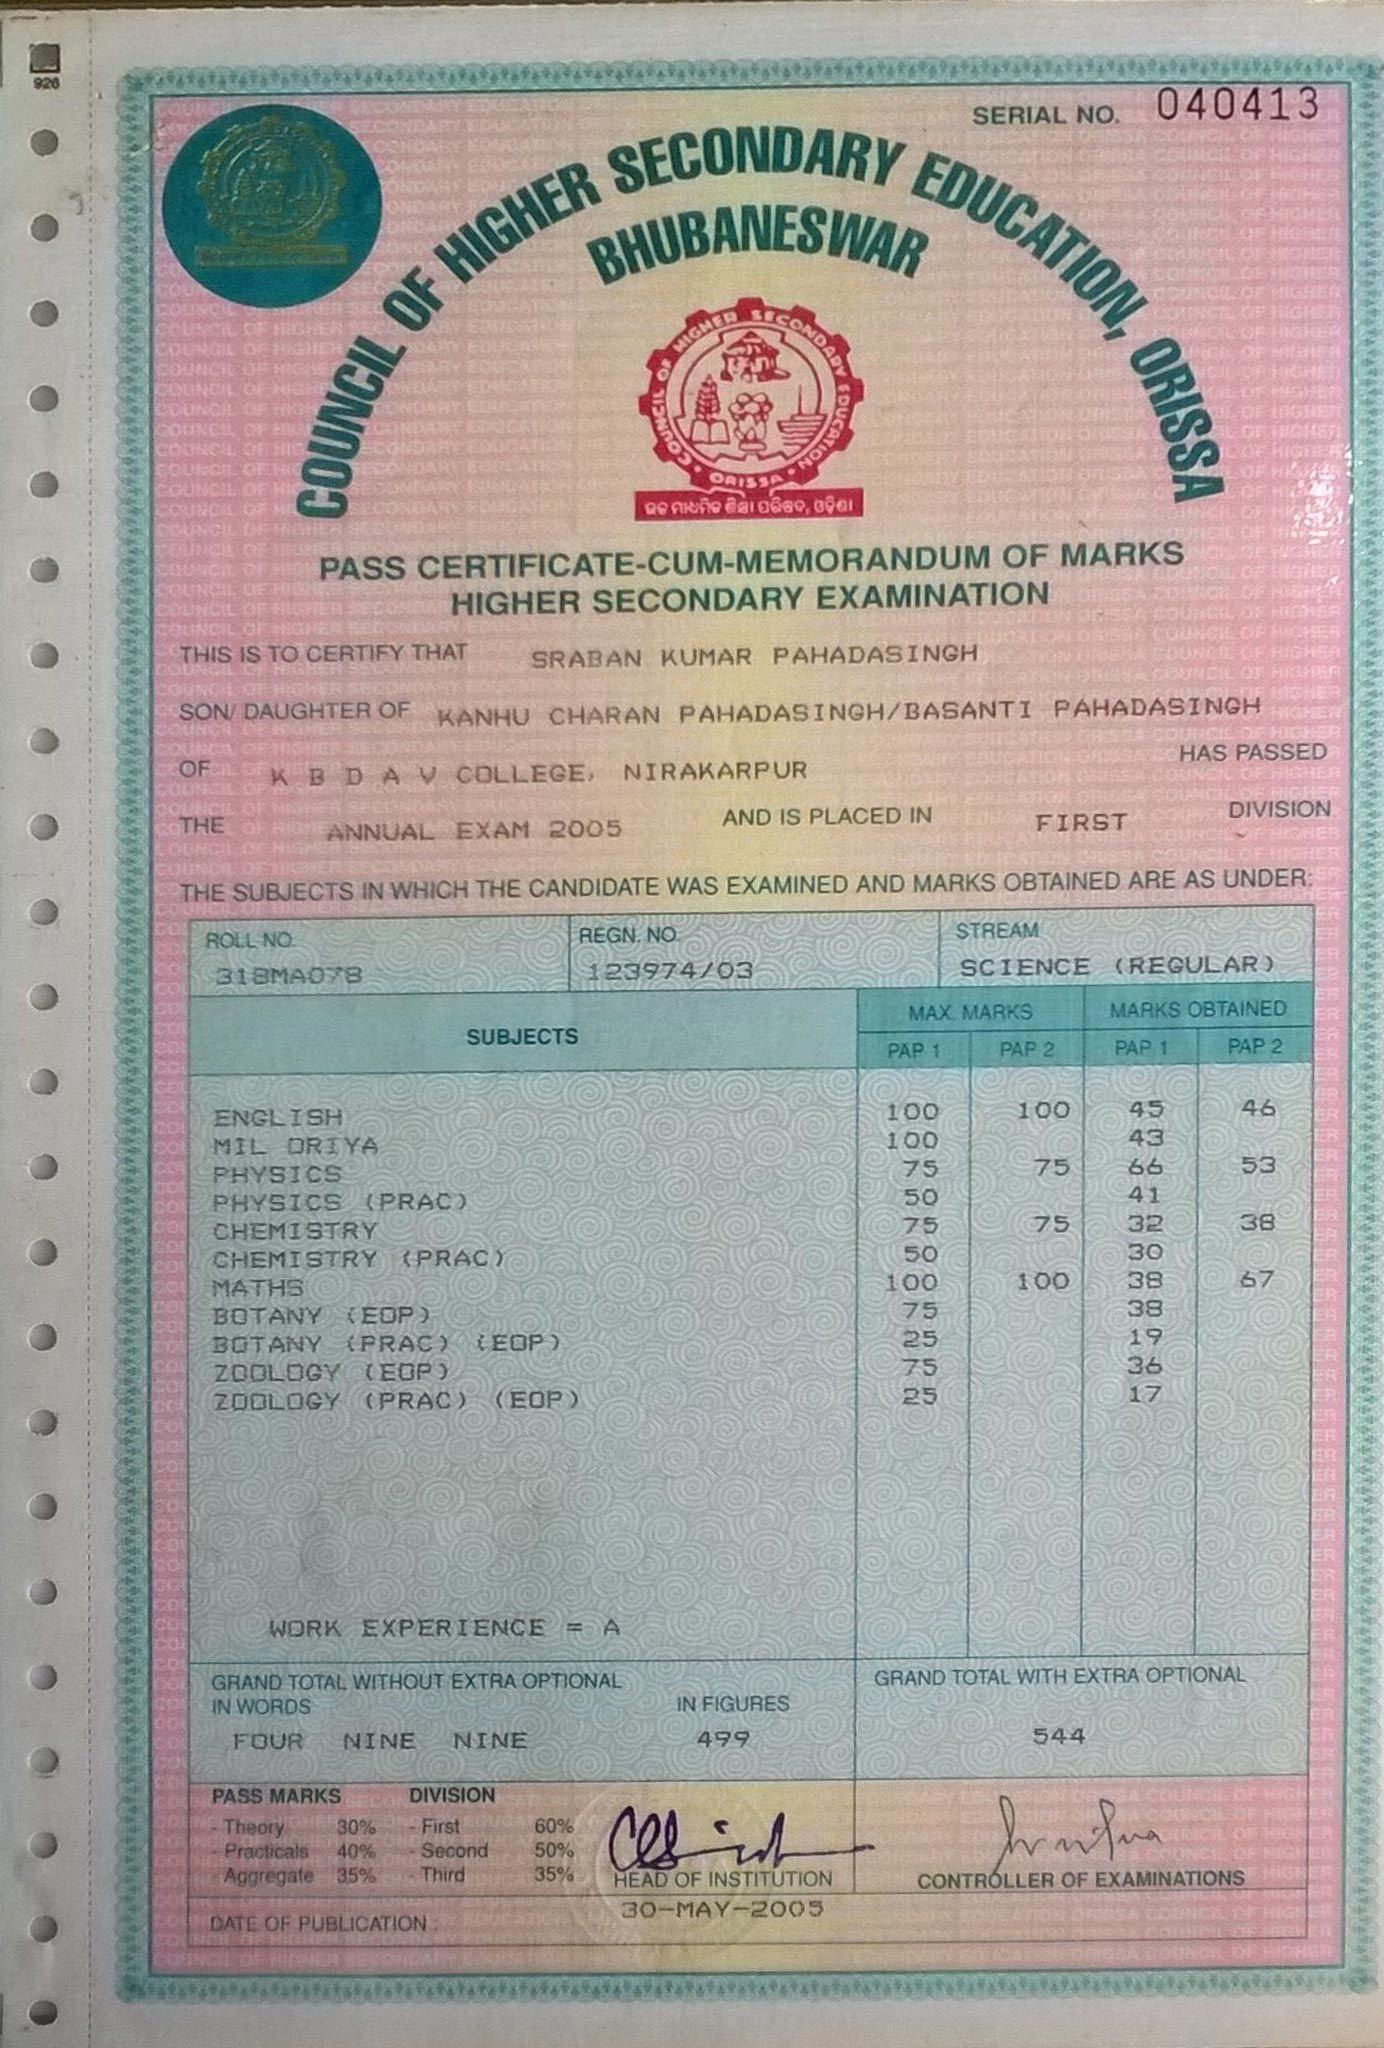 926
SERIAL NO. 040413
COUNCIL OF HIGHER SECONDARY EDUCATION, ORISSA
BHUBANESWAR
COUNCIL OF HIGHER SECONDARY EDUCATION
ORISSA
ଉଚ୍ଚ ମାଧ୍ୟମିକ ଶିକ୍ଷା ପରିଷଦ, ଓଡ଼ିଶା
PASS CERTIFICATE-CUM-MEMORANDUM OF MARKS
HIGHER SECONDARY EXAMINATION
THIS IS TO CERTIFY THAT SRABAN KUMAR PAHADASINGH
SON/ DAUGHTER OF KANHU CHARAN PAHADASINGH/BASANTI PAHADASINGH
OF K B D A V COLLEGE, NIRAKARPUR HAS PASSED
THE ANNUAL EXAM 2005 AND IS PLACED IN FIRST DIVISION
THE SUBJECTS IN WHICH THE CANDIDATE WAS EXAMINED AND MARKS OBTAINED ARE AS UNDER:
ROLL NO. REGN. NO. STREAM
318MA078 123974/03 SCIENCE (REGULAR)
SUBJECTS MAX. MARKS MARKS OBTAINED
PAP 1 PAP 2 PAP 1 PAP 2
ENGLISH 100 100 45 46
MIL ORIYA 100 43
PHYSICS 75 75 66 53
PHYSICS (PRAC) 50 41
CHEMISTRY 75 75 32 38
CHEMISTRY (PRAC) 50 30
MATHS 100 100 38 67
BOTANY (EOP) 75 38
BOTANY (PRAC) (EOP) 25 19
ZOOLOGY (EOP) 75 36
ZOOLOGY (PRAC) (EOP) 25 17
WORK EXPERIENCE = A
GRAND TOTAL WITHOUT EXTRA OPTIONAL GRAND TOTAL WITH EXTRA OPTIONAL
IN WORDS IN FIGURES
FOUR NINE NINE 499 544
PASS MARKS DIVISION
- Theory 30% - First 60%
- Practicals 40% - Second 50%
- Aggregate 35% - Third 35%
HEAD OF INSTITUTION CONTROLLER OF EXAMINATIONS
DATE OF PUBLICATION : 30-MAY-2005